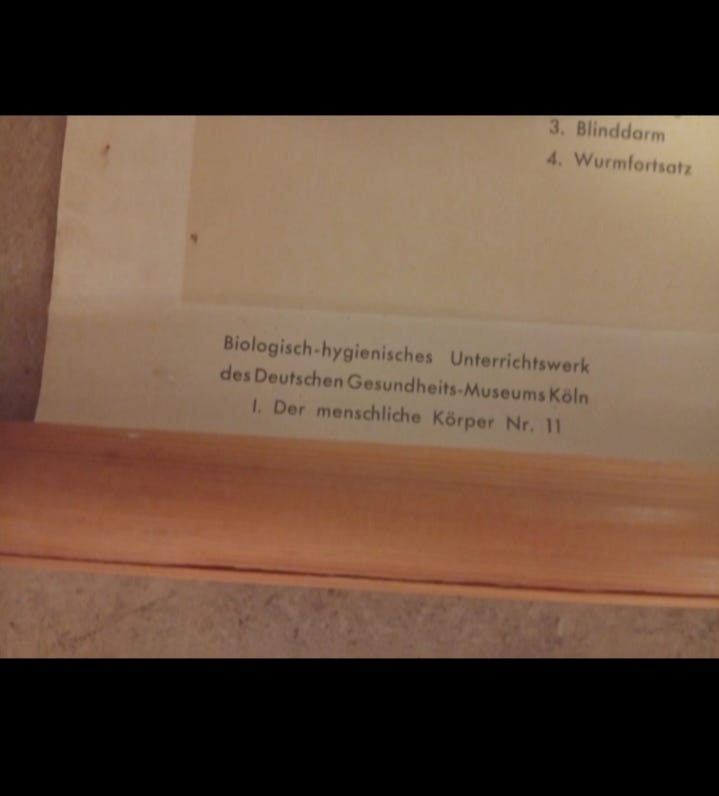 3. Blinddarm
4. Wurmfortsatz
Biologisch-hygienisches Unterrichtswerk
des Deutschen Gesundheits-Museums Köln
I. Der menschliche Körper Nr. 11